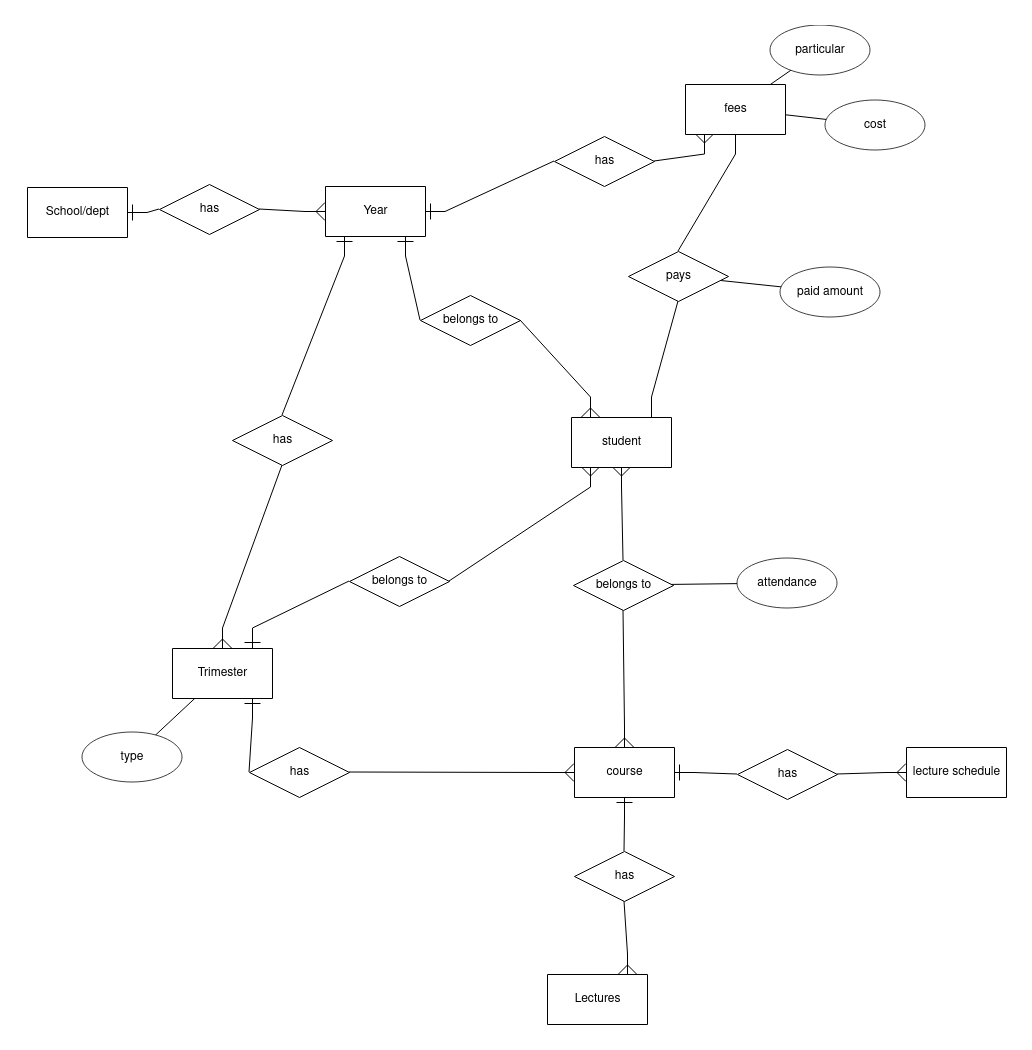 particular
fees
cost
has
School/dept
has
Year
pays
paid amount
belongs to
has
student
belongs to
belongs to
attendance
Trimester
type
has
course
has
lecture schedule
has
Lectures